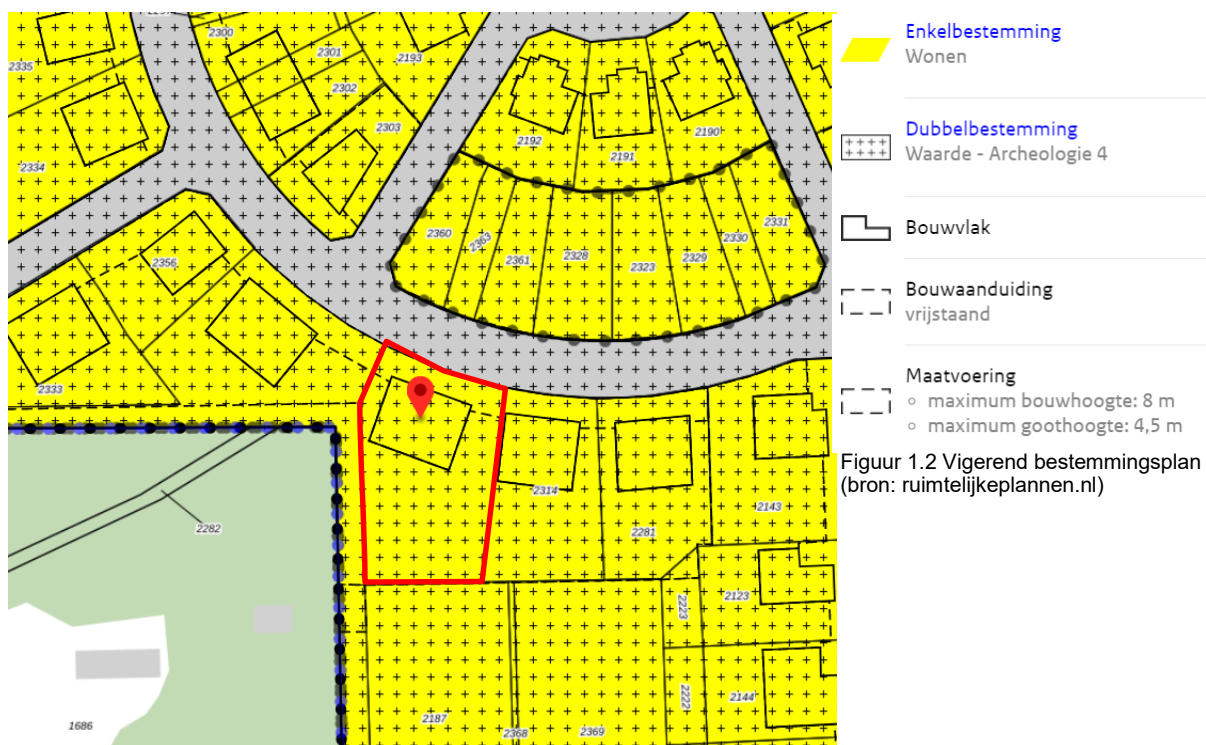 2300
2301
2193
2335
2302
2303
2334
2192
2191
2190
2360
2363
2361
2328
2323
2329
2330
2331
2356
2333
2314
2281
2143
2282
2123
2223
2222
2144
1686
2187
2368
2369
Enkelbestemming
Wonen
Dubbelbestemming
Waarde - Archeologie 4
Bouwvlak
Bouwaanduiding
vrijstaand
Maatvoering
○ maximum bouwhoogte: 8 m
○ maximum goothoogte: 4,5 m
Figuur 1.2 Vigerend bestemmingsplan
(bron: ruimtelijkeplannen.nl)